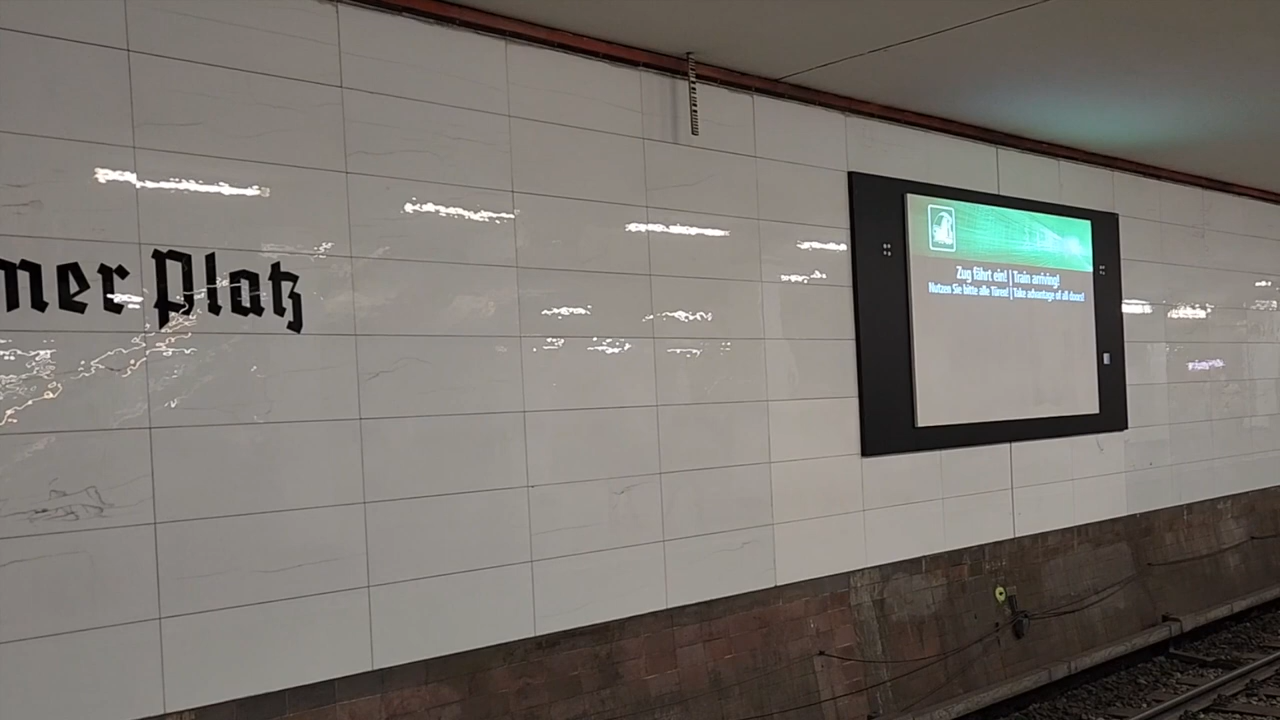 mer Platz
Zug fährt ein! | Train arriving!
Nutzen Sie bitte alle Türen! | Take advantage of all doors!